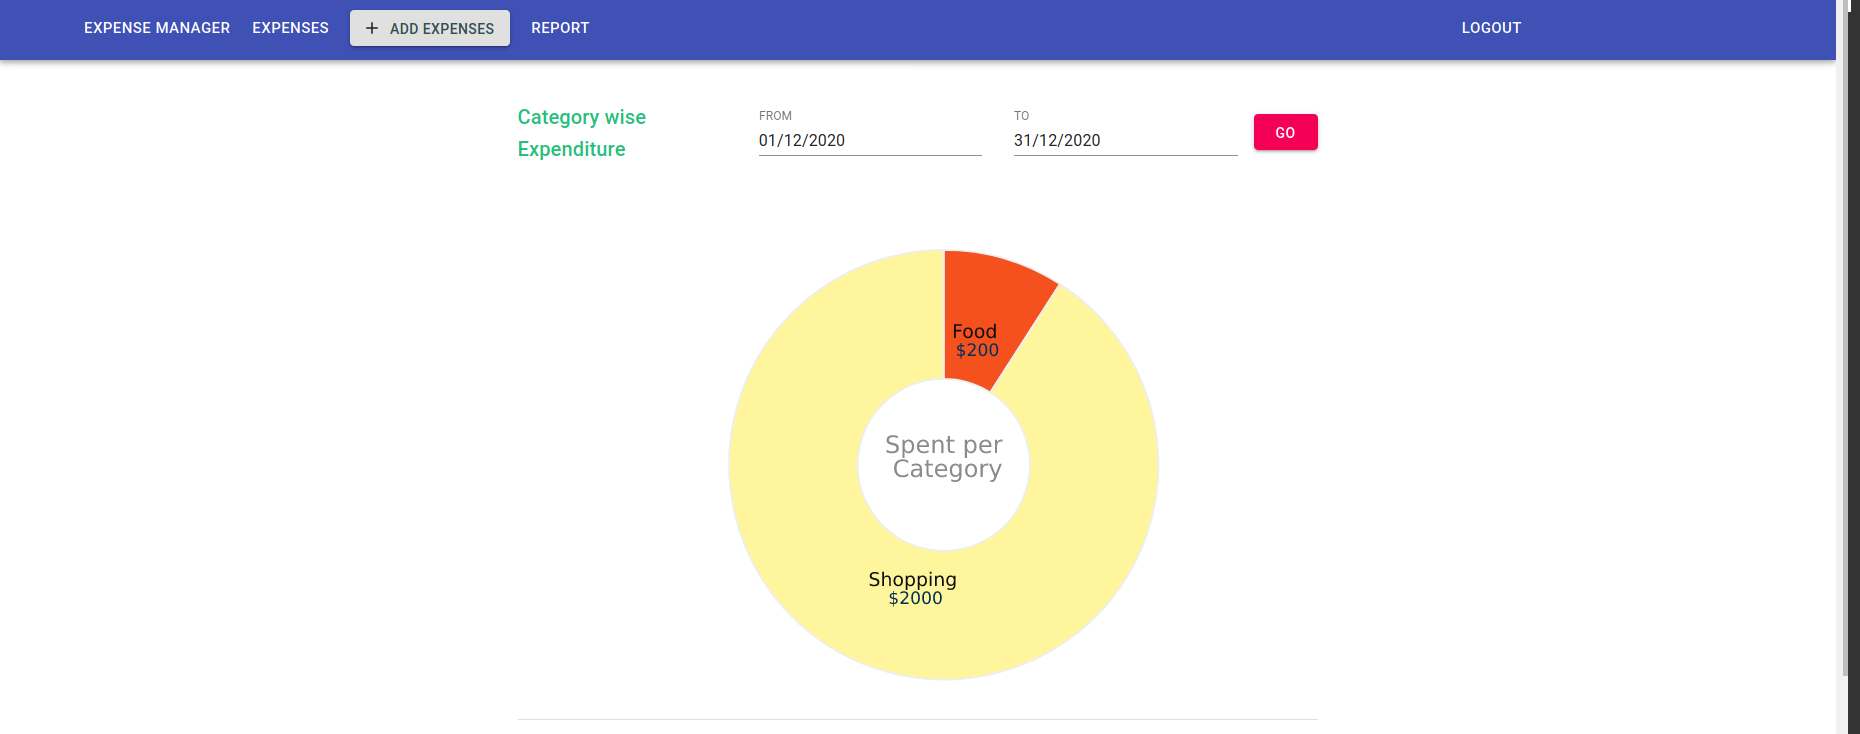 EXPENSE MANAGER EXPENSES + ADD EXPENSES REPORT LOGOUT
Category wise
Expenditure
FROM
01/12/2020
TO
31/12/2020
GO
Food
$200
Spent per
Category
Shopping
$2000